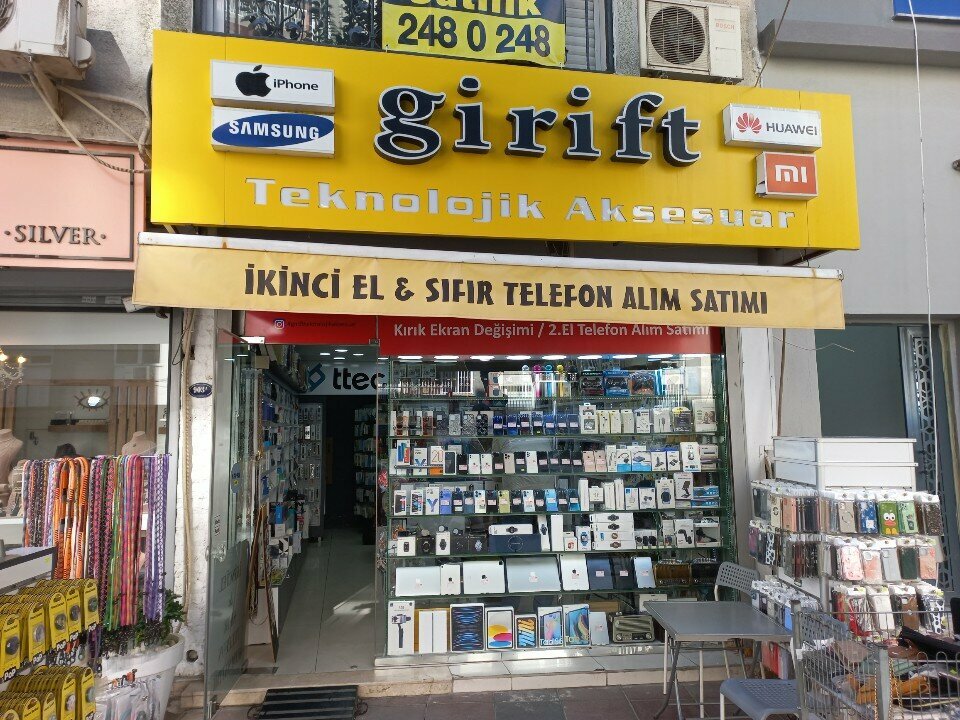 Satılık
248 0 248
iPhone
SAMSUNG
girift
HUAWEI
MI
Teknolojik Aksesuar
·SILVER·
İKİNCİ EL & SIFIR TELEFON ALIM SATIMI
Kırık Ekran Değişimi / 2.El Telefon Alım Satımı
ttec